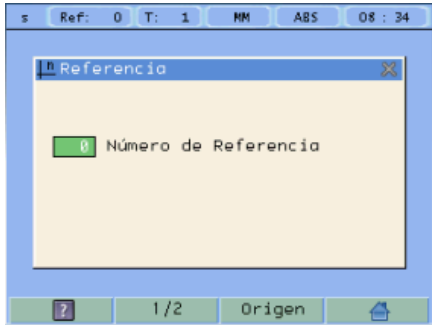 s Ref: 0 T: 1 MM ABS 08 : 34
n Referencia
0 Número de Referencia
? 1/2 Origen